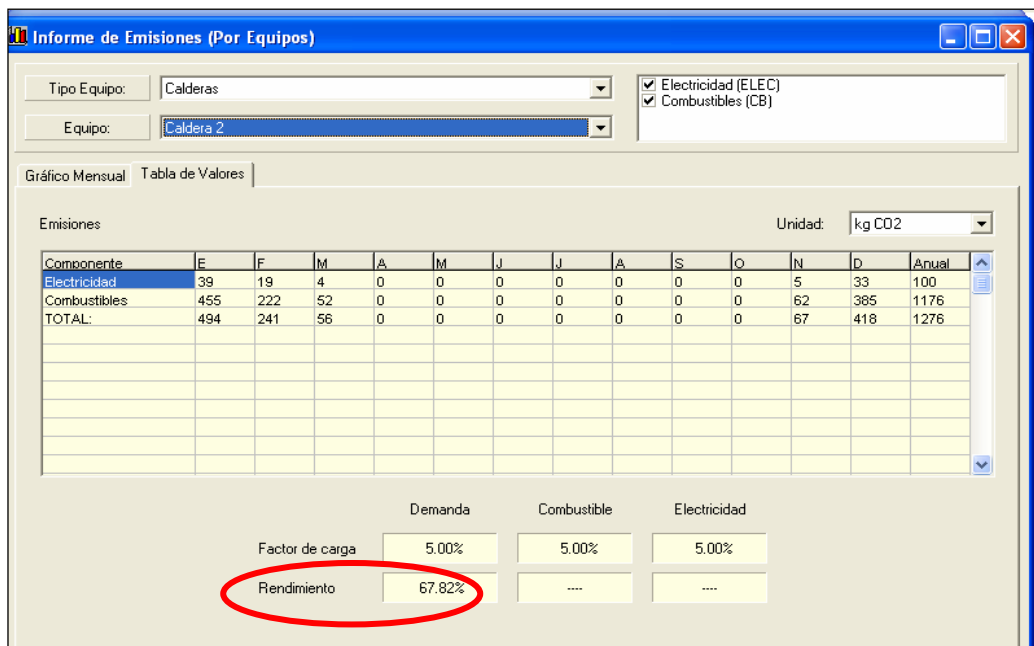 Informe de Emisiones (Por Equipos)
Tipo Equipo: Calderas
Electricidad (ELEC)
Combustibles (CB)
Equipo: Caldera 2
Gráfico Mensual Tabla de Valores
Emisiones Unidad: kg CO2
Componente E F M A M J J A S O N D Anual
Electricidad 39 19 4 0 0 0 0 0 0 0 5 33 100
Combustibles 455 222 52 0 0 0 0 0 0 0 62 385 1176
TOTAL: 494 241 56 0 0 0 0 0 0 0 67 418 1276
Demanda Combustible Electricidad
Factor de carga 5.00% 5.00% 5.00%
Rendimiento 67.82% ---- ----